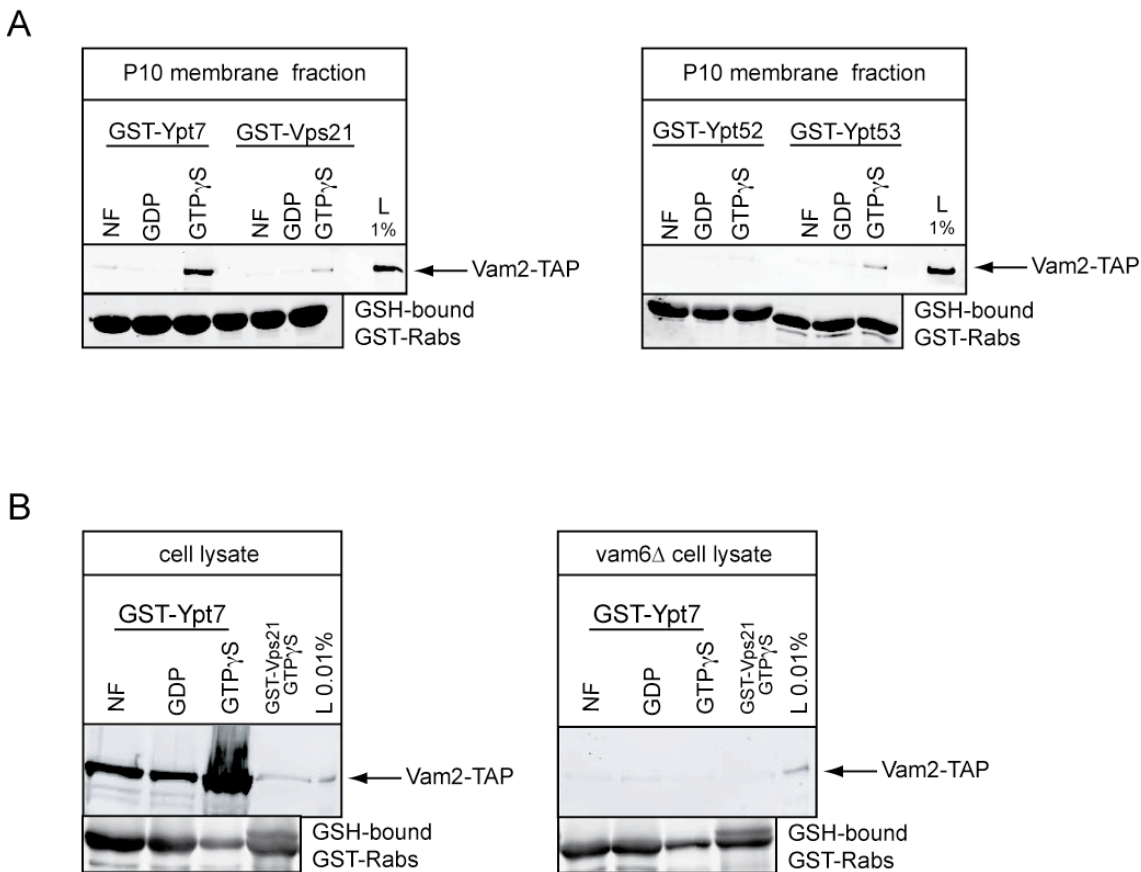 A
P10 membrane fraction
GST-Ypt7 GST-Vps21
NF GDP GTPγS NF GDP GTPγS L 1%
Vam2-TAP
GSH-bound
GST-Rabs
P10 membrane fraction
GST-Ypt52 GST-Ypt53
NF GDP GTPγS NF GDP GTPγS L 1%
Vam2-TAP
GSH-bound
GST-Rabs
B
cell lysate
GST-Ypt7
NF GDP GTPγS GST-Vps21 GTPγS L 0.01%
Vam2-TAP
GSH-bound
GST-Rabs
vam6Δ cell lysate
GST-Ypt7
NF GDP GTPγS GST-Vps21 GTPγS L 0.01%
Vam2-TAP
GSH-bound
GST-Rabs